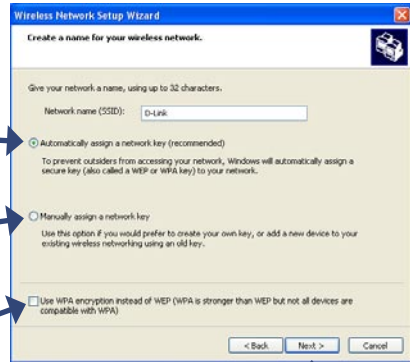 Wireless Network Setup Wizard
Create a name for your wireless network.
Give your network a name, using up to 32 characters.
Network name (SSID): D-Link
Automatically assign a network key (recommended)
To prevent outsiders from accessing your network, Windows will automatically assign a
secure key (also called a WEP or WPA key) to your network.
Manually assign a network key
Use this option if you would prefer to create your own key, or add a new device to your
existing wireless networking using an old key.
Use WPA encryption instead of WEP (WPA is stronger than WEP but not all devices are
compatible with WPA)
< Back Next > Cancel